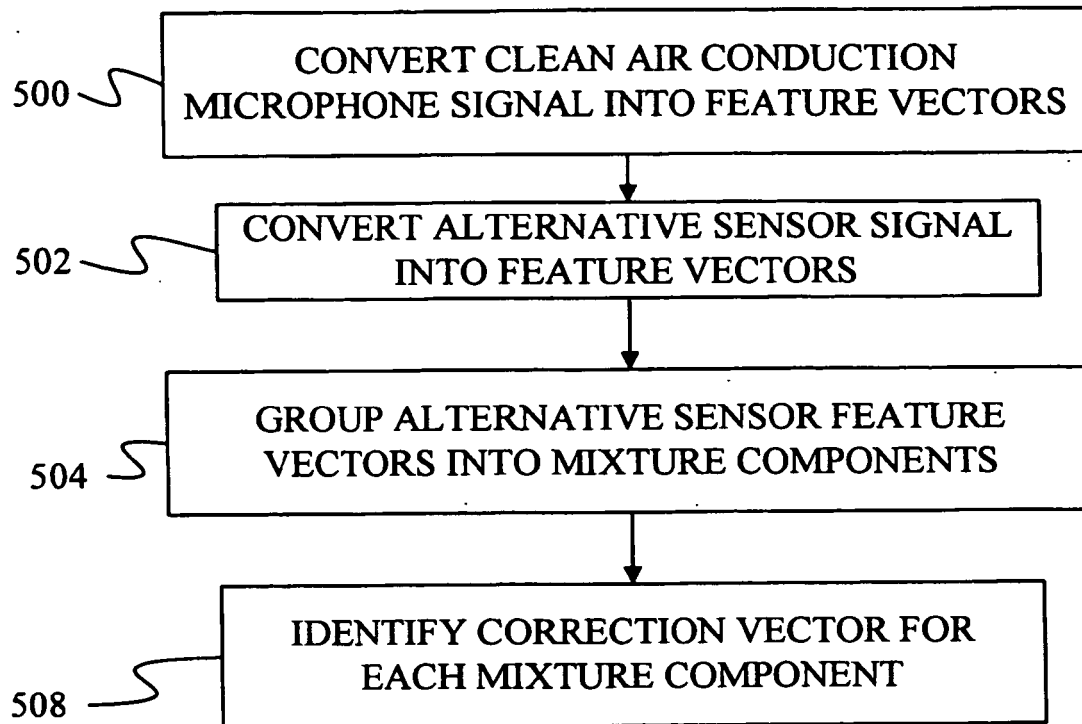 500
CONVERT CLEAN AIR CONDUCTION
MICROPHONE SIGNAL INTO FEATURE VECTORS
502
CONVERT ALTERNATIVE SENSOR SIGNAL
INTO FEATURE VECTORS
504
GROUP ALTERNATIVE SENSOR FEATURE
VECTORS INTO MIXTURE COMPONENTS
508
IDENTIFY CORRECTION VECTOR FOR
EACH MIXTURE COMPONENT